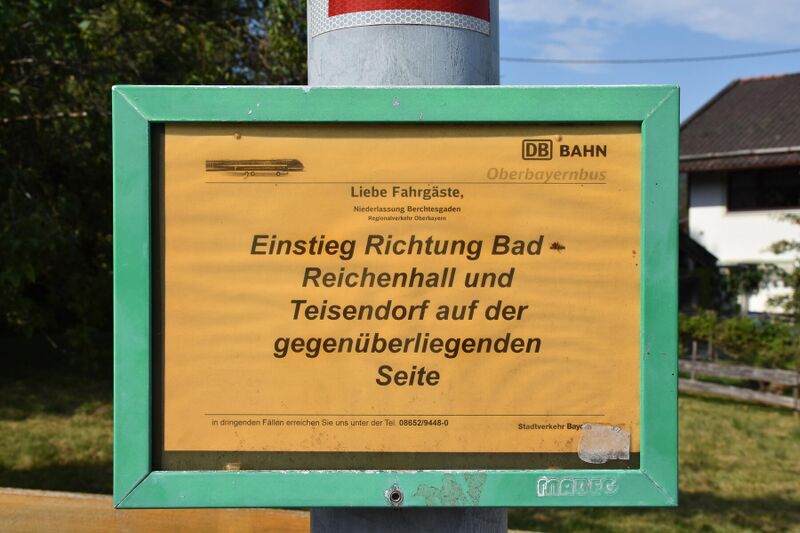 DB BAHN
Oberbayernbus
Liebe Fahrgäste,
Niederlassung Berchtesgaden
Regionalverkehr Oberbayern
Einstieg Richtung Bad
Reichenhall und
Teisendorf auf der
gegenüberliegenden
Seite
in dringenden Fällen erreichen Sie uns unter der Tel. 08652/9448-0
Stadtverkehr
MABEG